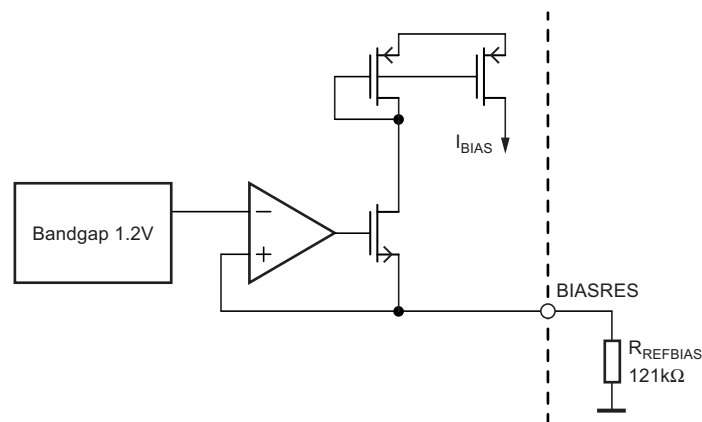 I_BIAS
Bandgap 1.2V
−
+
BIASRES
R_REFBIAS
121kΩ